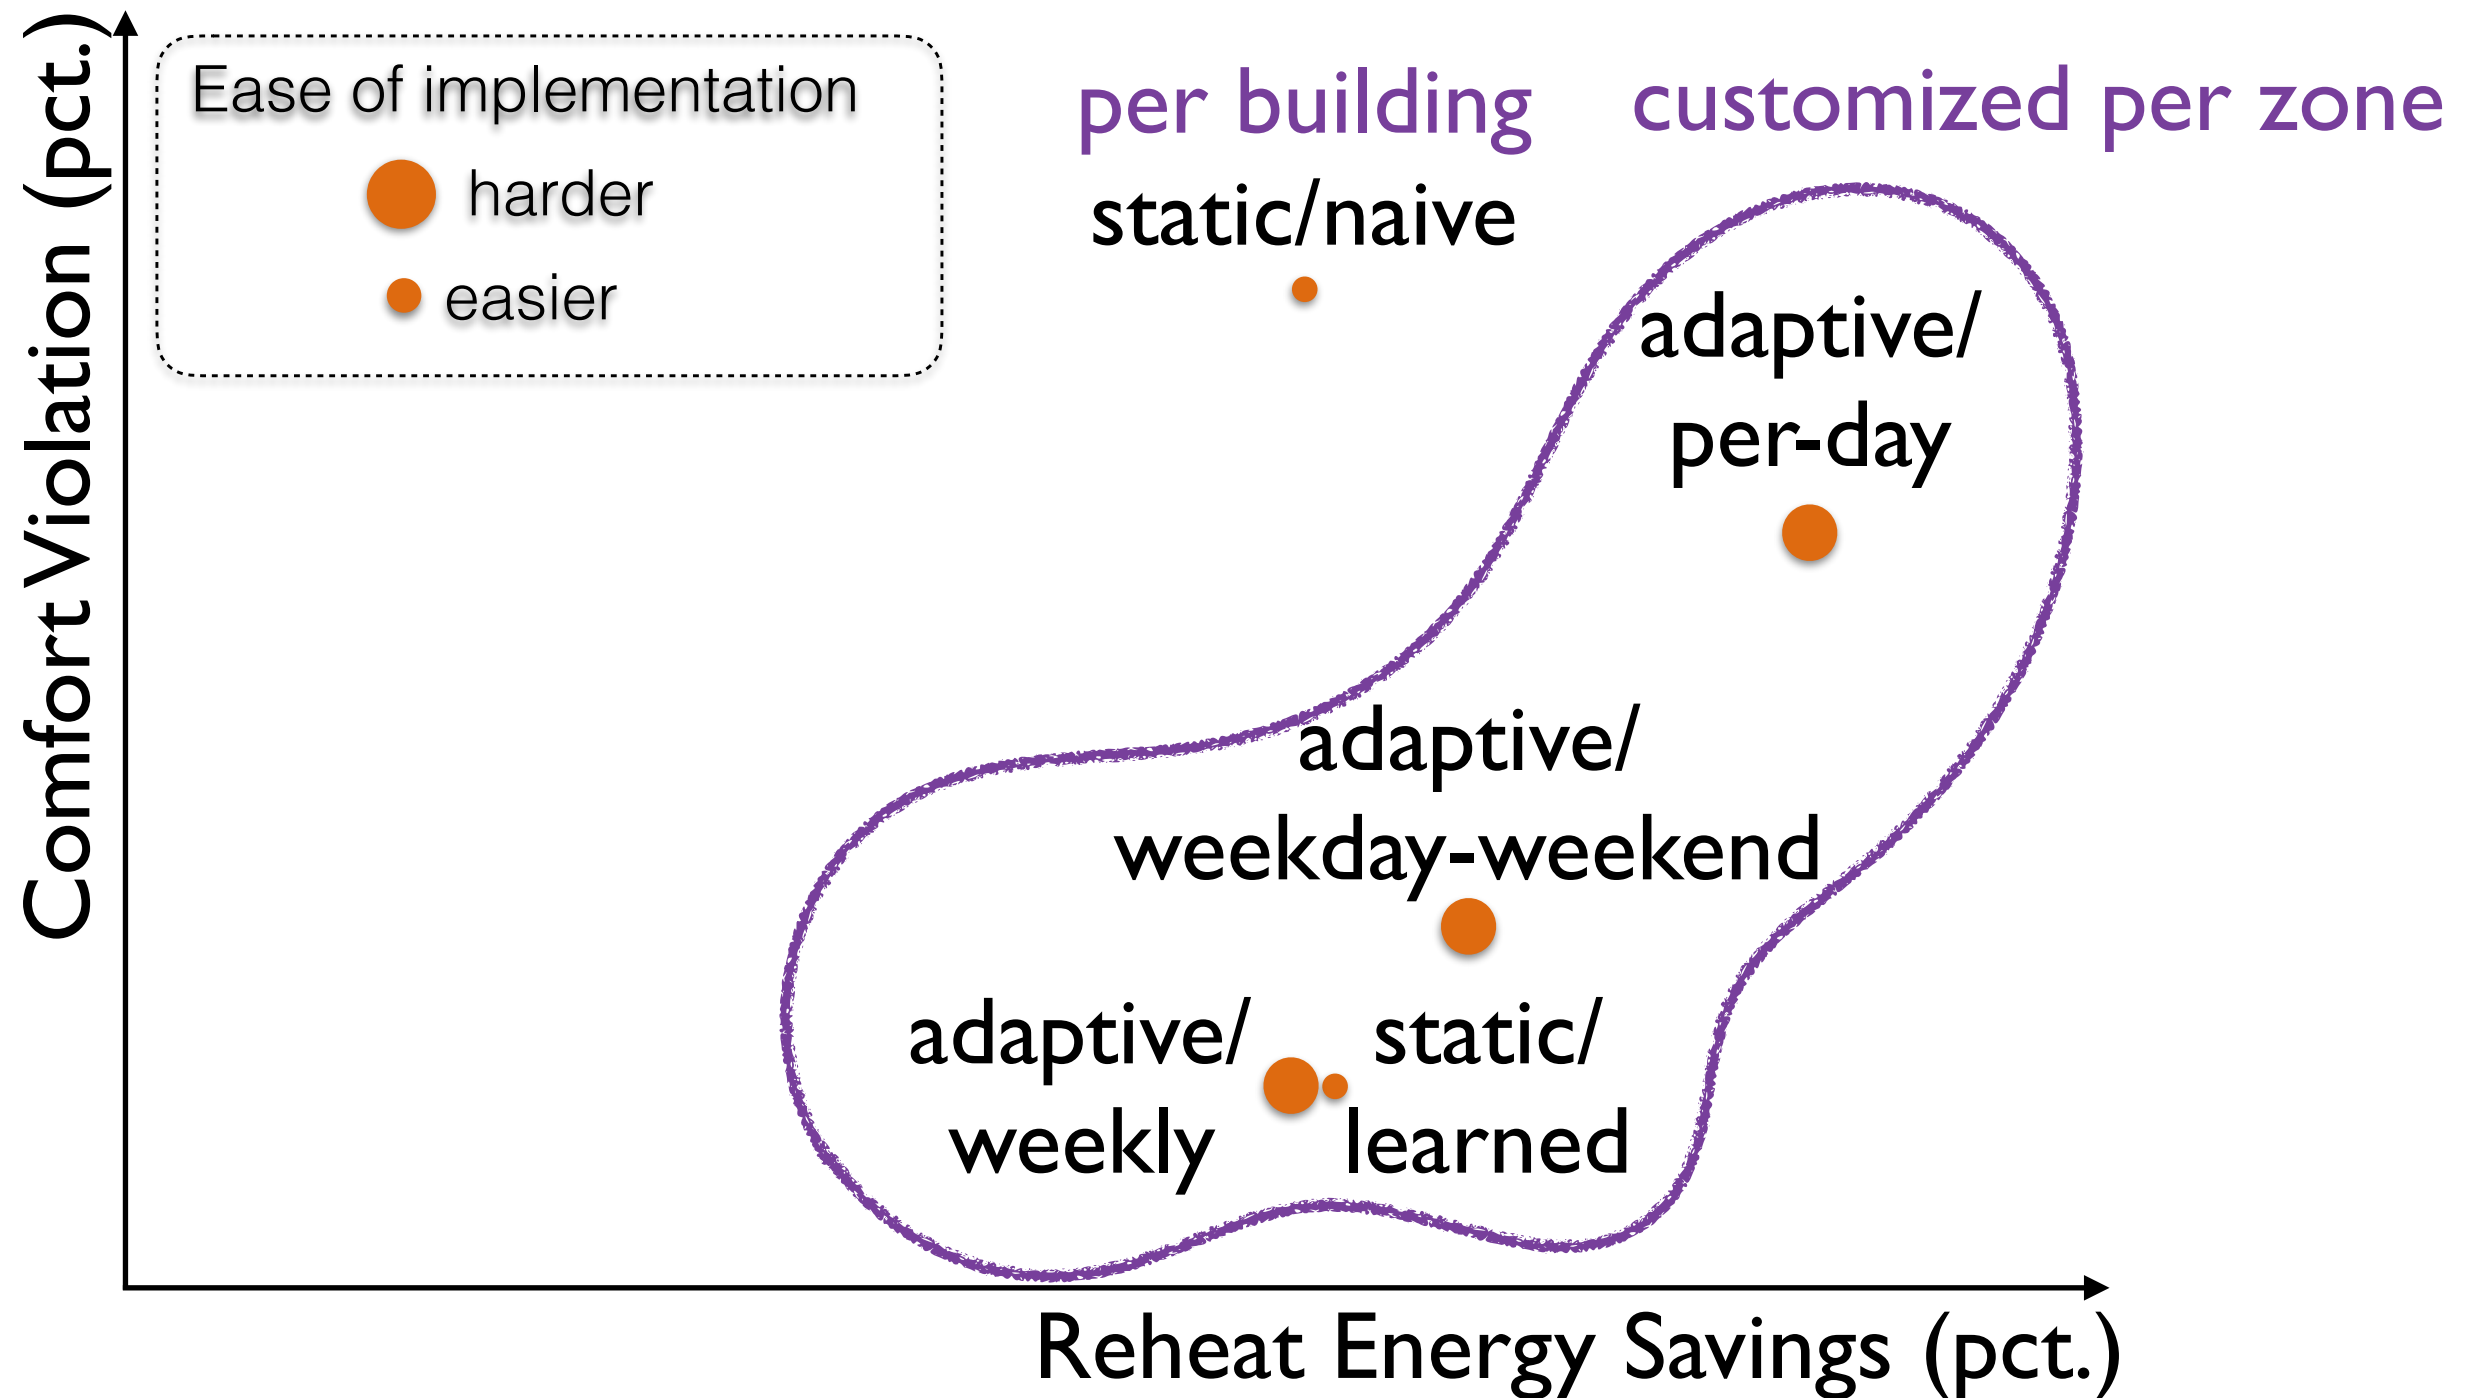 Comfort Violation (pct.)
Ease of implementation
harder
easier
per building
customized per zone
static/naive
adaptive/
per-day
adaptive/
weekday-weekend
adaptive/
weekly
static/
learned
Reheat Energy Savings (pct.)